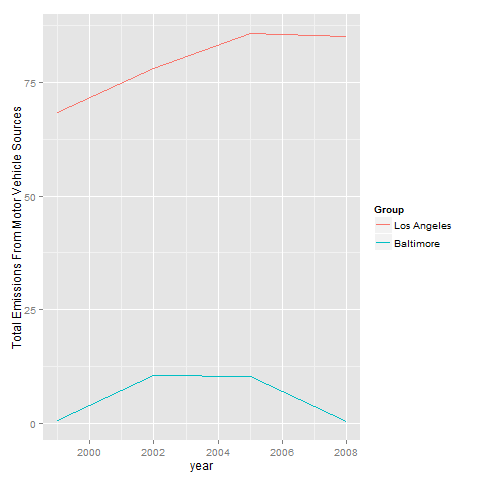 Total Emissions From Motor Vehicle Sources
75
50
25
0
2000
2002
2004
2006
2008
year
Group
Los Angeles
Baltimore